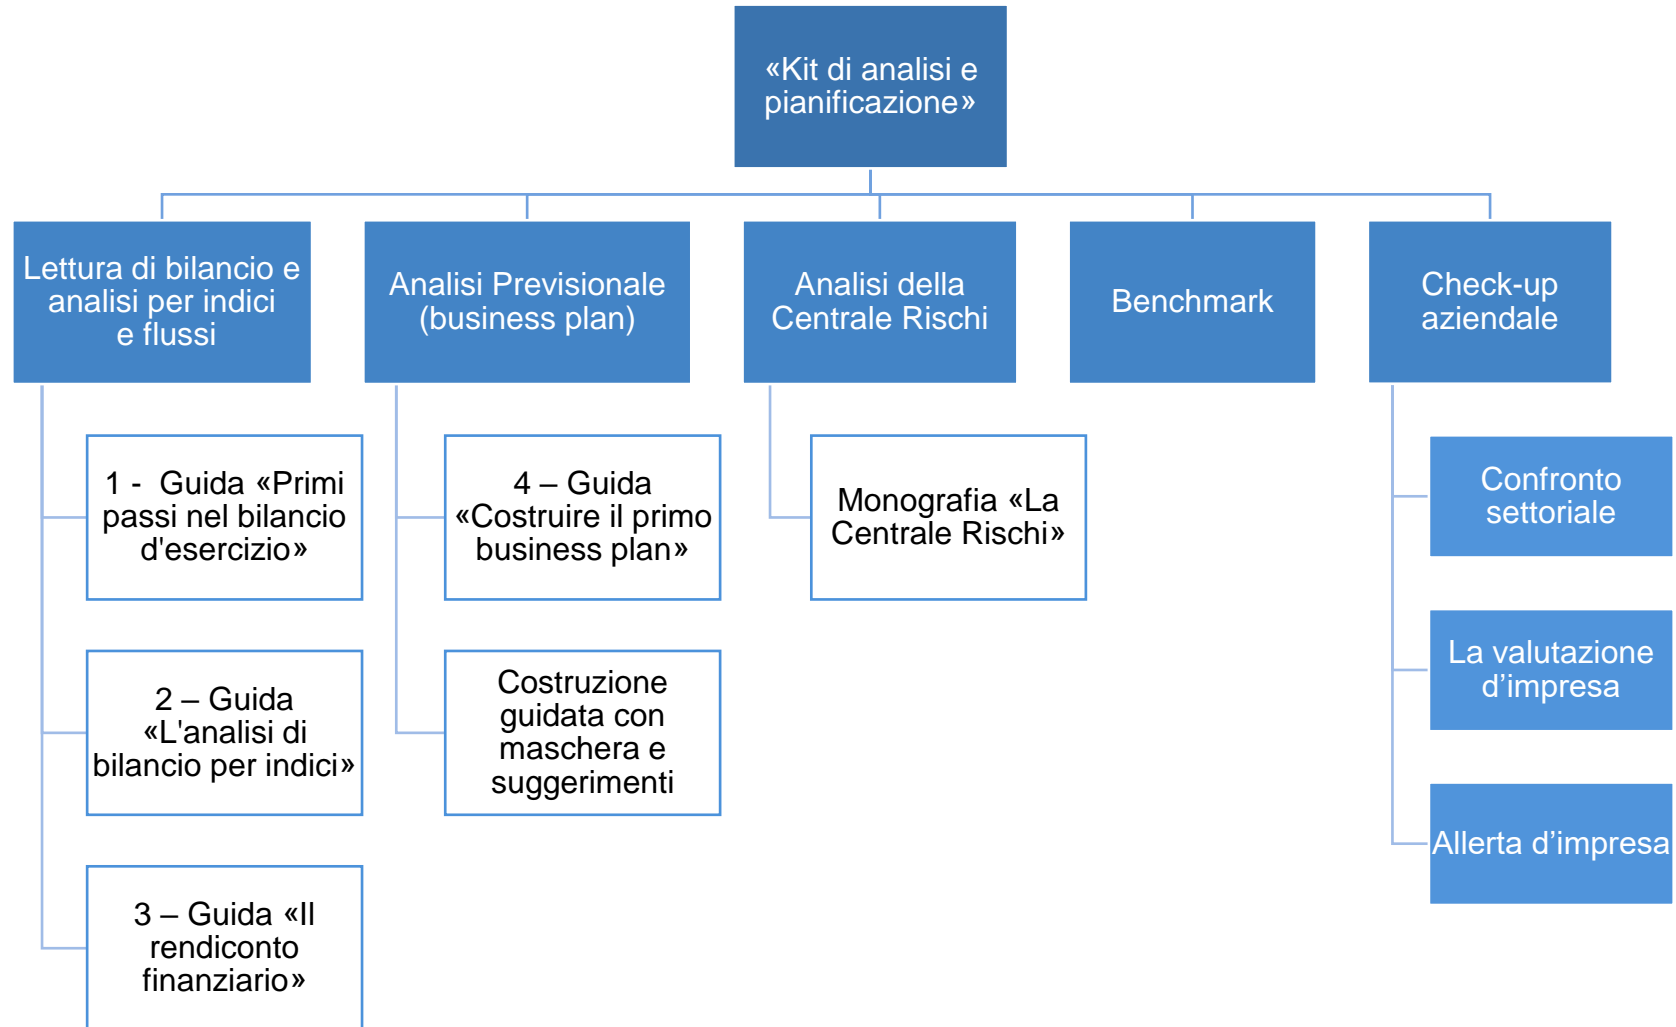 «Kit di analisi e
pianificazione»
Lettura di bilancio e
analisi per indici
e flussi
Analisi Previsionale
(business plan)
Analisi della
Centrale Rischi
Benchmark
Check-up
aziendale
1 - Guida «Primi
passi nel bilancio
d'esercizio»
2 – Guida
«L'analisi di
bilancio per indici»
3 – Guida «Il
rendiconto
finanziario»
4 – Guida
«Costruire il primo
business plan»
Costruzione
guidata con
maschera e
suggerimenti
Monografia «La
Centrale Rischi»
Confronto
settoriale
La valutazione
d’impresa
Allerta d’impresa